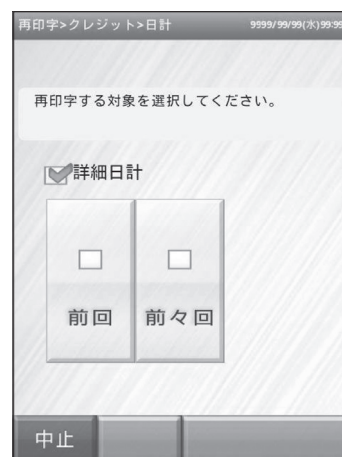 再印字>クレジット>日計
9999/99/99(水)99:99
再印字する対象を選択してください。
詳細日計
前回
前々回
中止